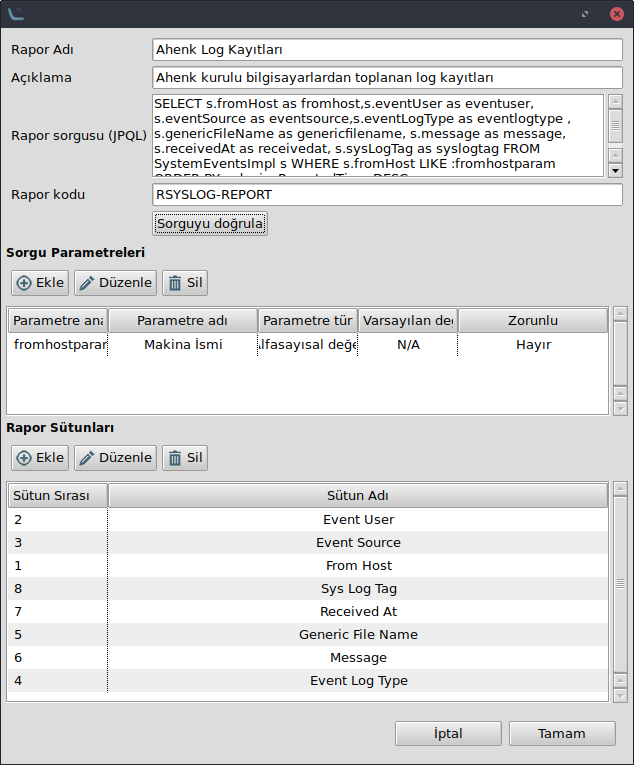 Rapor Adı Ahenk Log Kayıtları
Açıklama Ahenk kurulu bilgisayarlardan toplanan log kayıtları
Rapor sorgusu (JPQL)
SELECT s.fromHost as fromhost,s.eventUser as eventuser,
s.eventSource as eventsource,s.eventLogType as eventlogtype ,
s.genericFileName as genericfilename, s.message as message,
s.receivedAt as receivedat, s.sysLogTag as syslogtag FROM
SystemEventsImpl s WHERE s.fromHost LIKE :fromhostparam
Rapor kodu RSYSLOG-REPORT
Sorguyu doğrula
Sorgu Parametreleri
Ekle Düzenle Sil
Parametre ana Parametre adı Parametre tür Varsayılan değ Zorunlu
fromhostparar Makina İsmi lfasayısal değe N/A Hayır
Rapor Sütunları
Ekle Düzenle Sil
Sütun Sırası Sütun Adı
2 Event User
3 Event Source
1 From Host
8 Sys Log Tag
7 Received At
5 Generic File Name
6 Message
4 Event Log Type
İptal Tamam